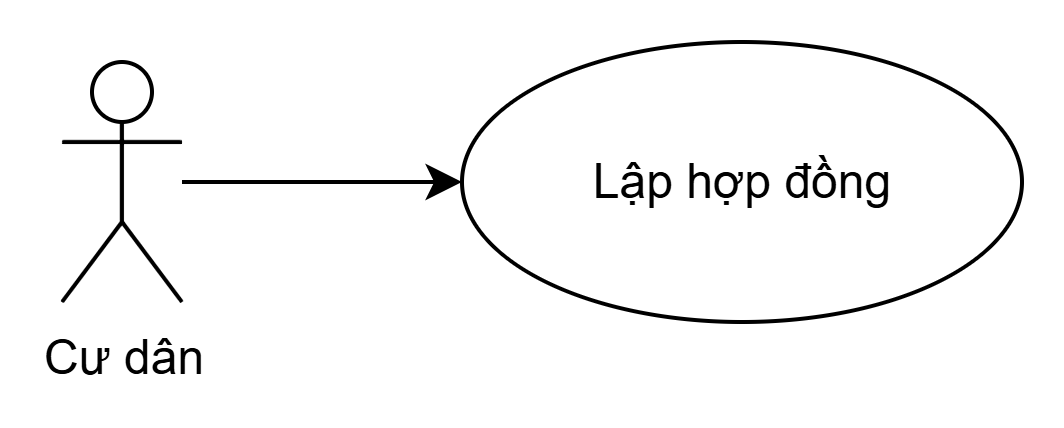 Lập hợp đồng
Cư dân